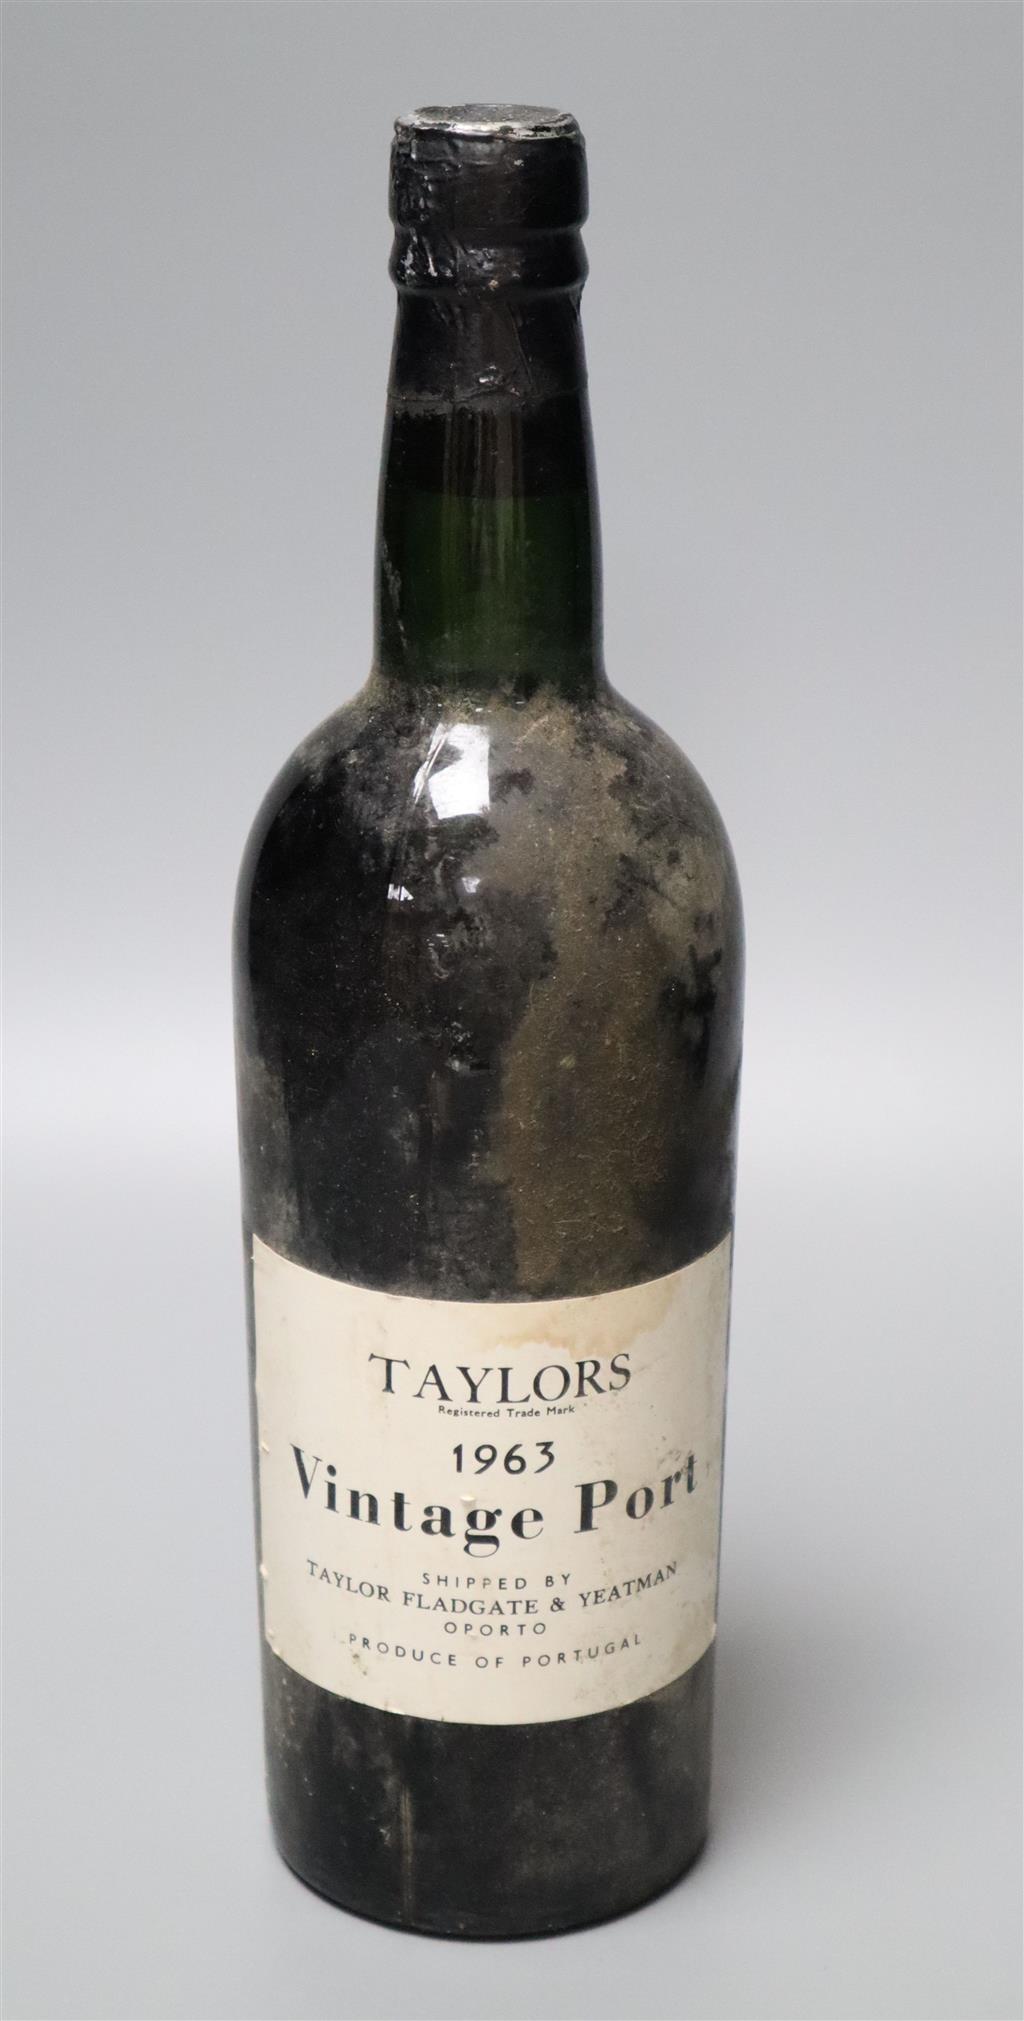 TAYLORS
Registered Trade Mark
1963
Vintage Port
SHIPPED BY
TAYLOR FLADGATE & YEATMAN
OPORTO
PRODUCE OF PORTUGAL